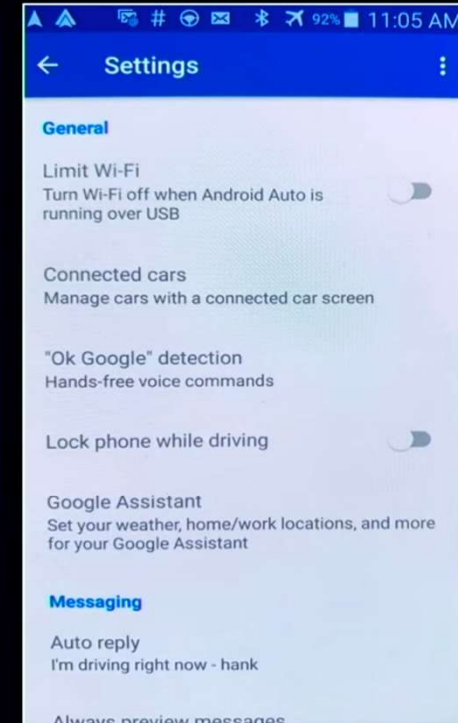 92% 11:05 AM
Settings
General
Limit Wi-Fi
Turn Wi-Fi off when Android Auto is
running over USB
Connected cars
Manage cars with a connected car screen
"Ok Google" detection
Hands-free voice commands
Lock phone while driving
Google Assistant
Set your weather, home/work locations, and more
for your Google Assistant
Messaging
Auto reply
I'm driving right now - hank
Always preview messages